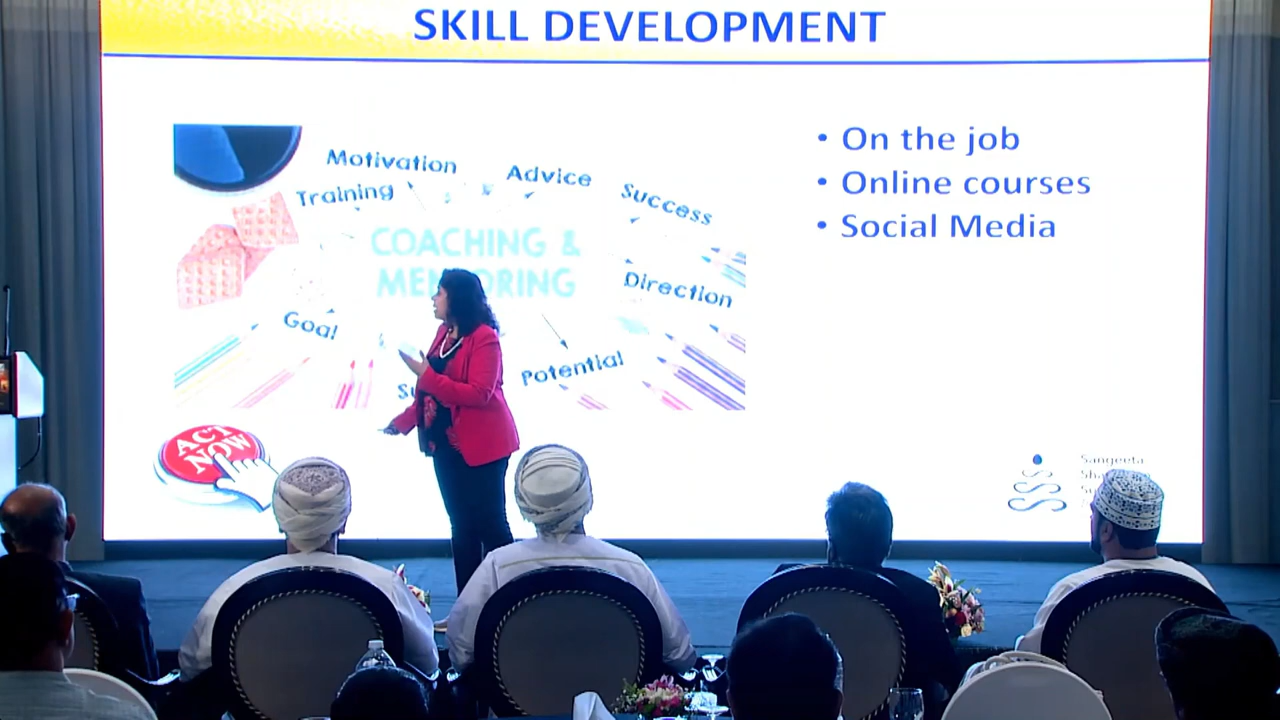 SKILL DEVELOPMENT
• On the job
• Online courses
• Social Media
Motivation
Advice
Training
Success
COACHING &
Direction
Goal
Potential
ACT
NOW
Sangeeta